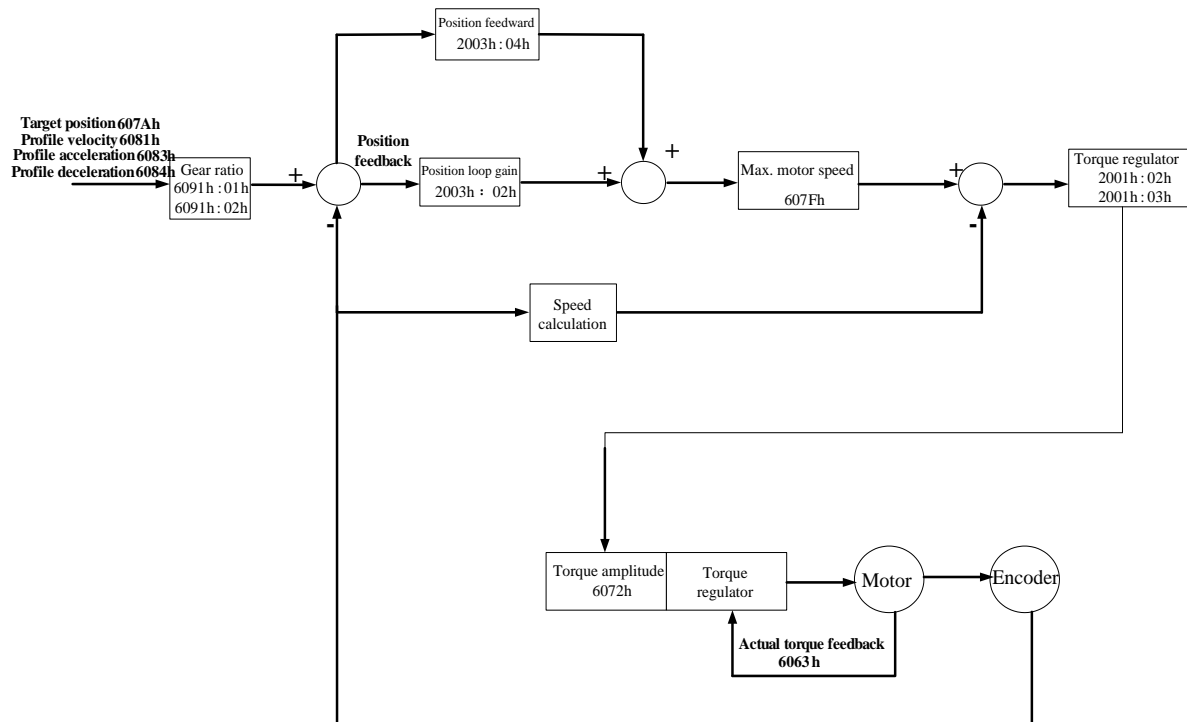 Position feedward
2003h : 04h
Target position 607Ah
Profile velocity 6081h
Profile acceleration 6083h
Profile deceleration 6084h
Gear ratio
6091h : 01h
6091h : 02h
+
-
Position
feedback
Position loop gain
2003h： 02h
+
+
Max. motor speed
607Fh
+
-
Torque regulator
2001h : 02h
2001h : 03h
Speed
calculation
Torque amplitude
6072h
Torque
regulator
Motor
Encoder
Actual torque feedback
6063h